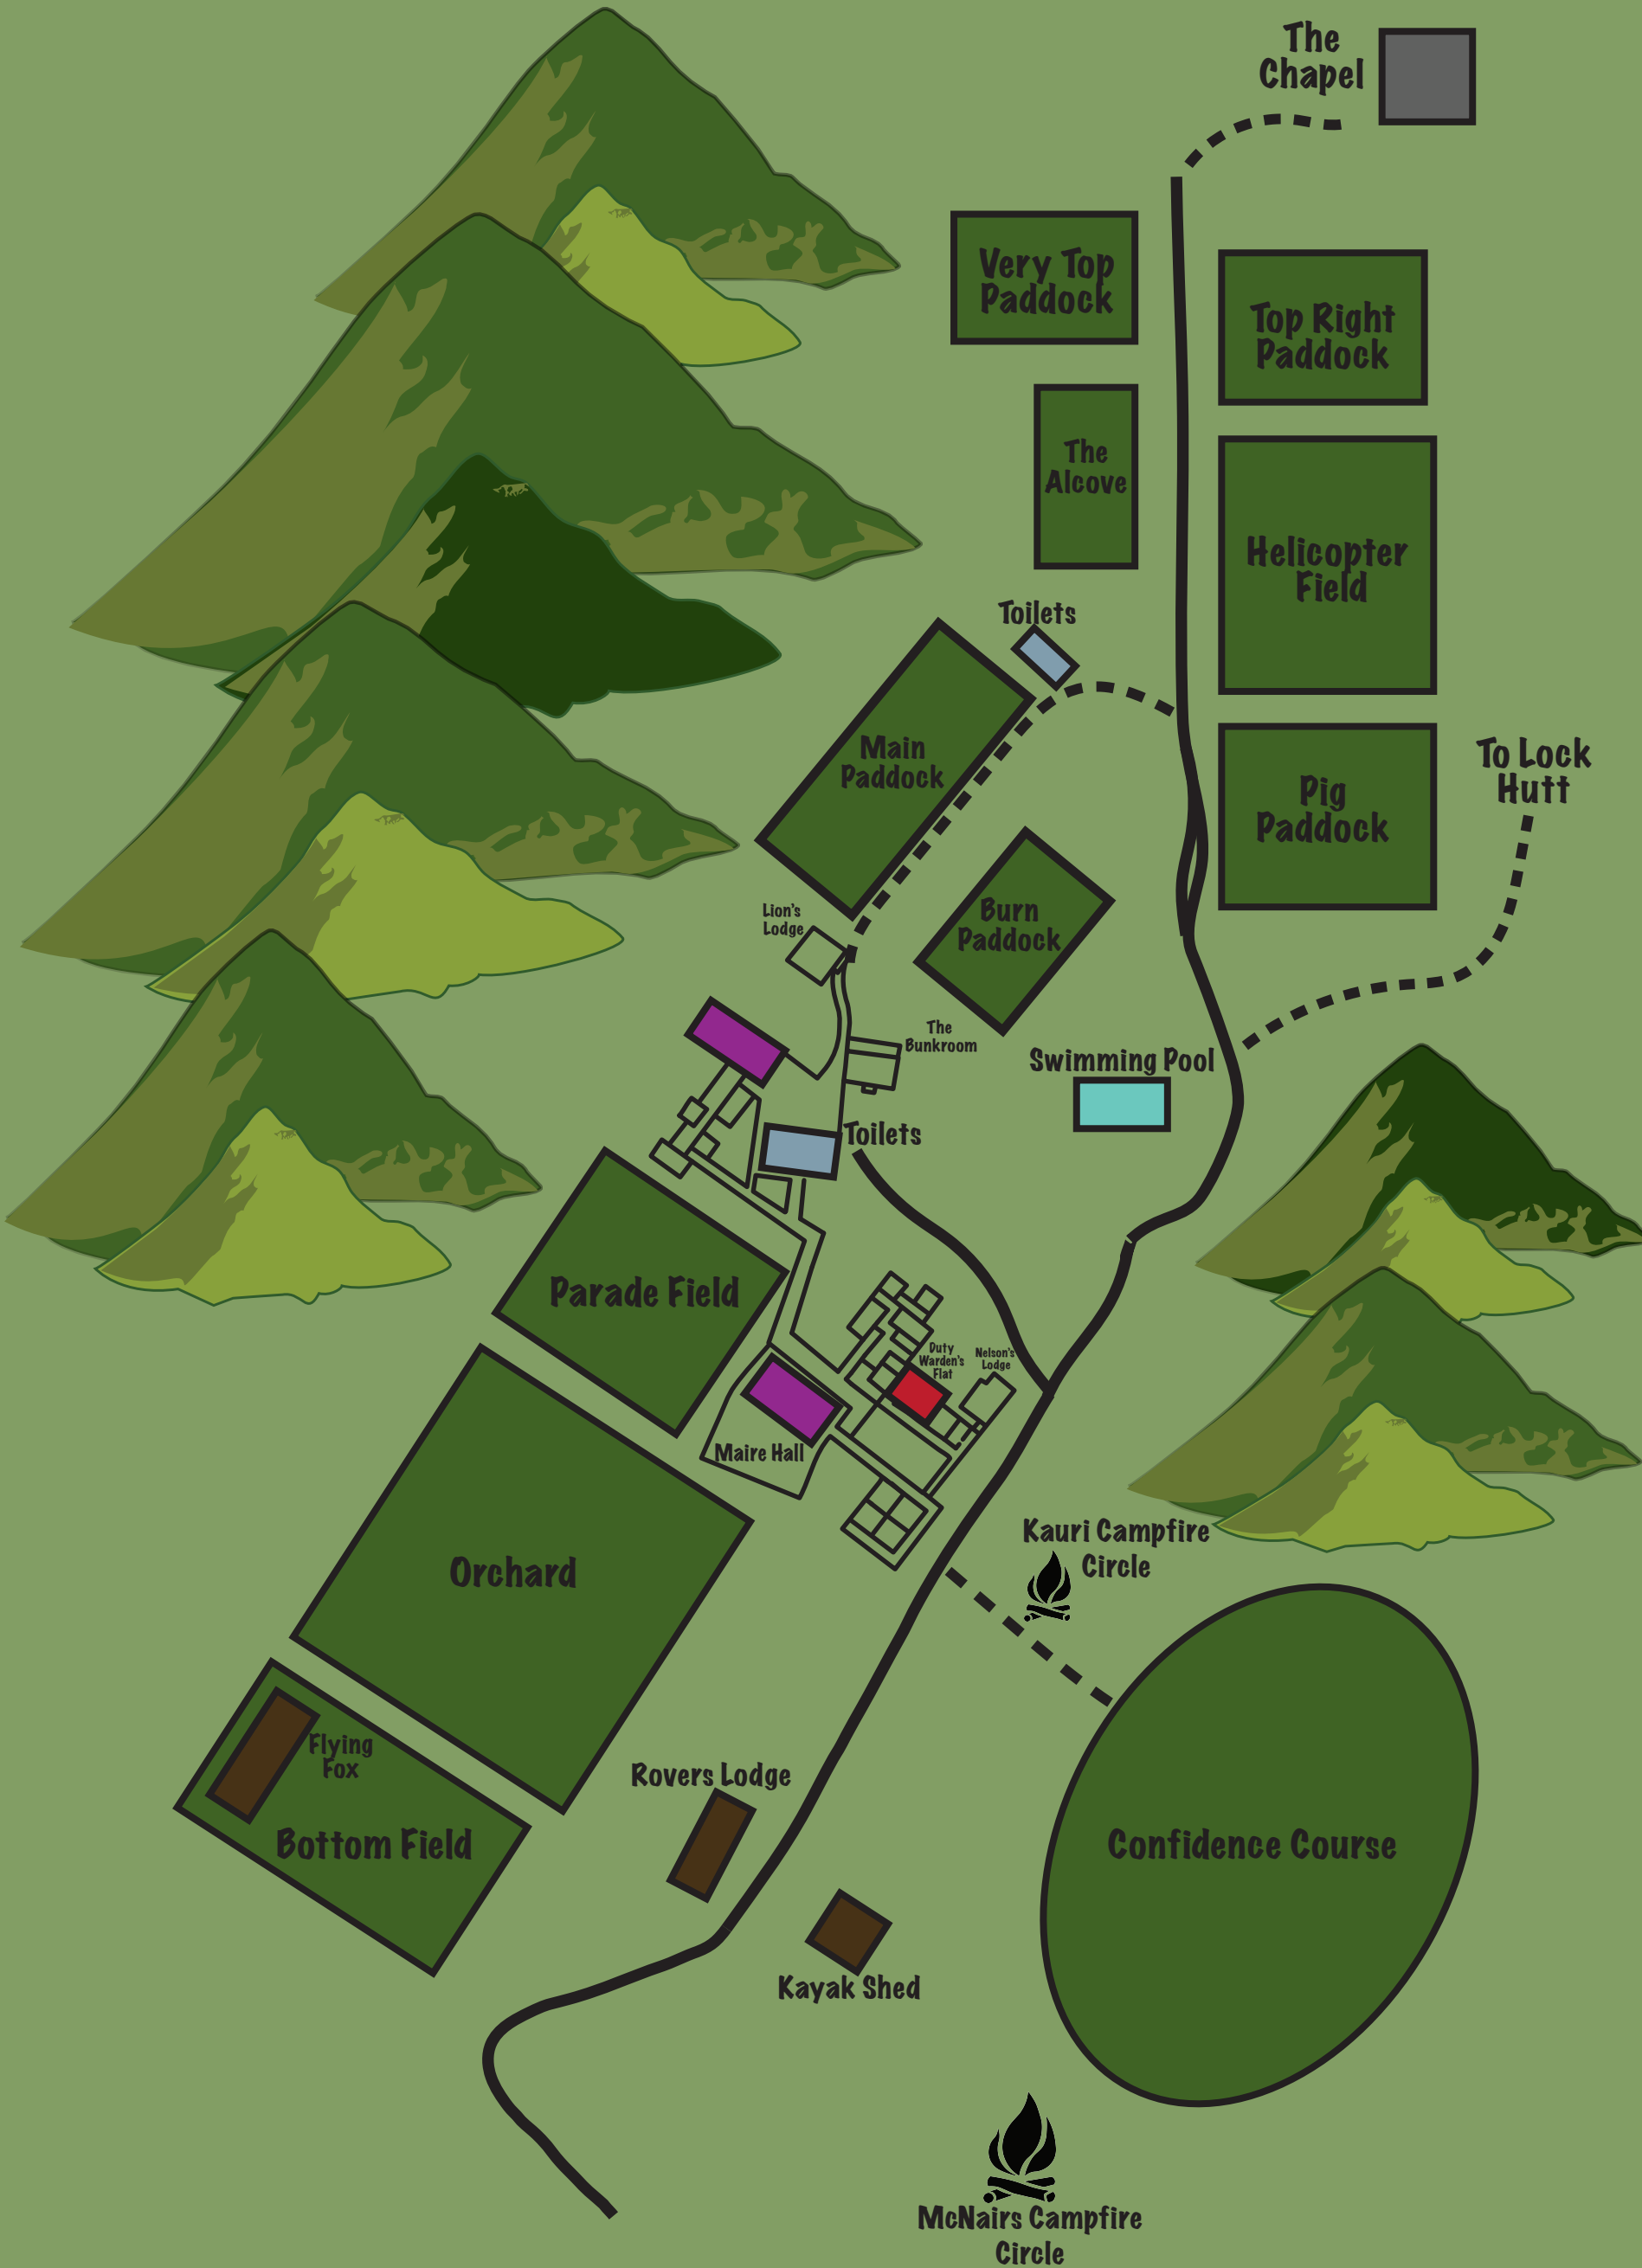 The
Chapel
Very Top
Paddock
Top Right
Paddock
The
Alcove
Helicopter
Field
Toilets
Main
Paddock
To Lock
Hutt
Pig
Paddock
Lion's
Lodge
Burn
Paddock
The
Bunkroom
Swimming Pool
Toilets
Parade Field
Duty
Warden's
Flat
Nelson's
Lodge
Maire Hall
Kauri Campfire
Circle
Orchard
Flying
Fox
Rovers Lodge
Bottom Field
Confidence Course
Kayak Shed
McNairs Campfire
Circle